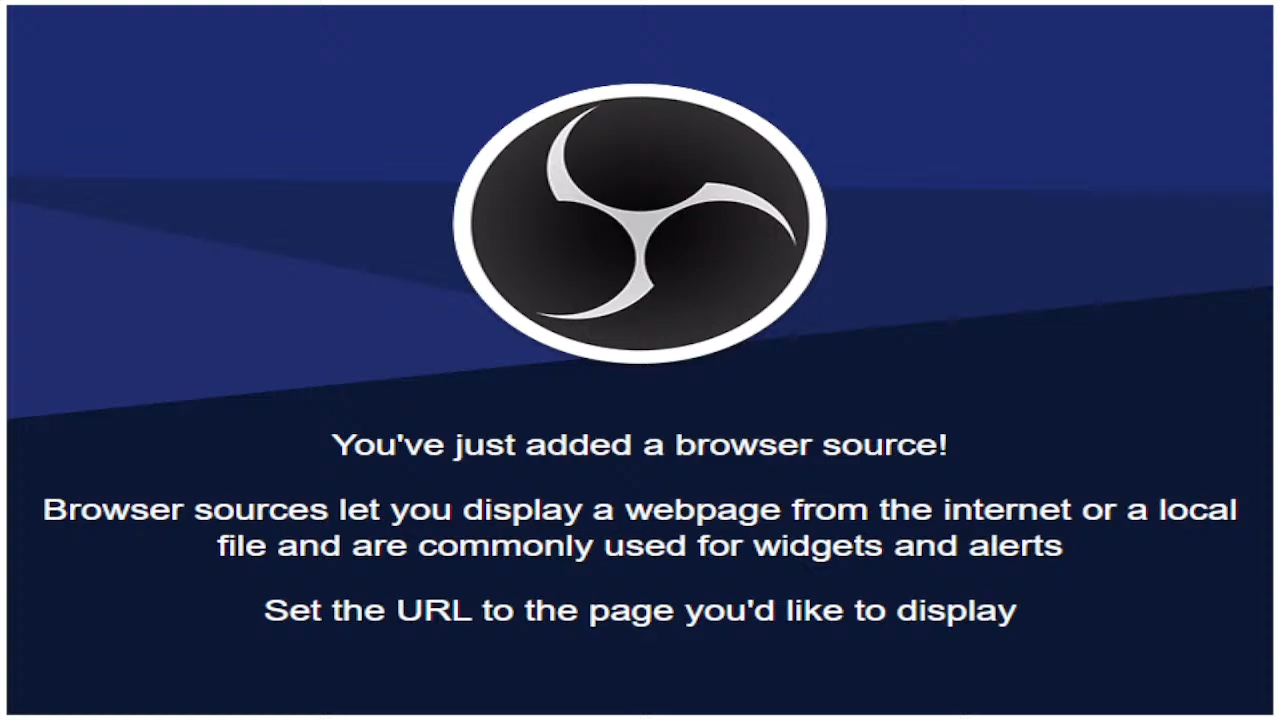 You've just added a browser source!
Browser sources let you display a webpage from the internet or a local
file and are commonly used for widgets and alerts
Set the URL to the page you'd like to display